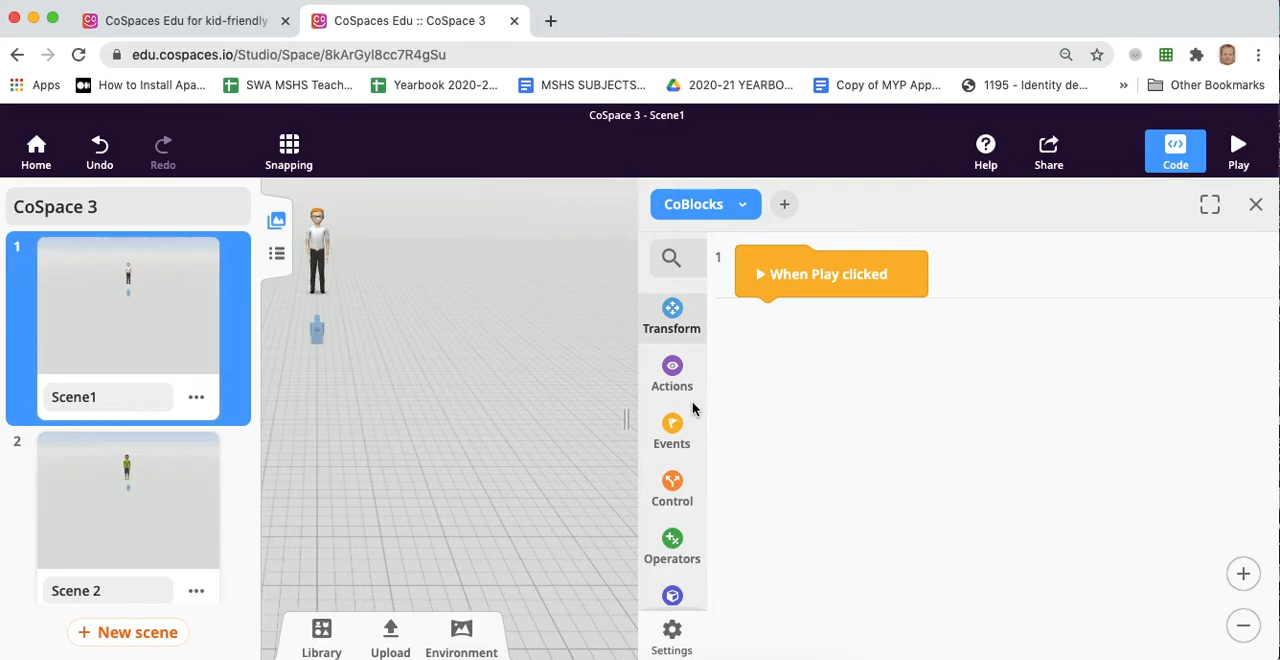 CoSpaces Edu for kid-friendly
CoSpaces Edu :: CoSpace 3
edu.cospaces.io/Studio/Space/8kArGyl8cc7R4gSu
Apps How to Install Apa... SWA MSHS Teach... Yearbook 2020-2... MSHS SUBJECTS... 2020-21 YEARBO... Copy of MYP App... 1195 - Identity de... » Other Bookmarks
CoSpace 3 - Scene1
Home Undo Redo Snapping Help Share Code Play
CoSpace 3
1
Scene1
2
Scene 2
+ New scene
Library Upload Environment
CoBlocks
1
When Play clicked
Transform
Actions
Events
Control
Operators
Settings